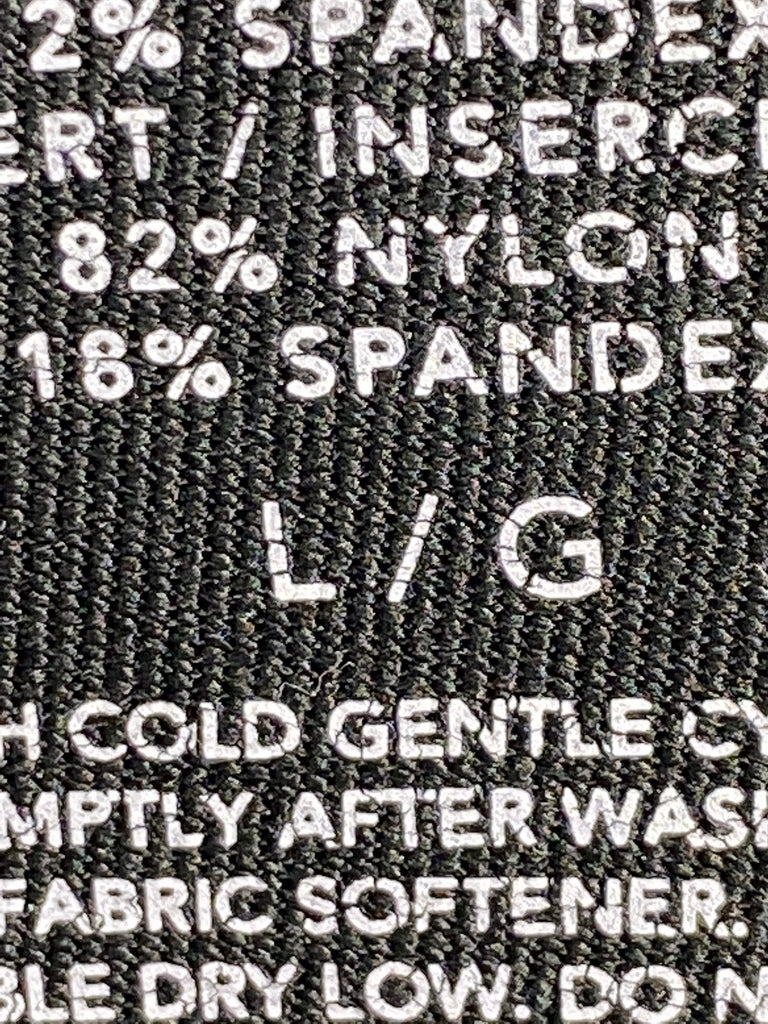 2% SPANDEX
ERT / INSERC
82% NYLON
18% SPANDEX
L / G
H COLD GENTLE CY
MPTLY AFTER WASH
FABRIC SOFTENER.
BLE DRY LOW. DO N